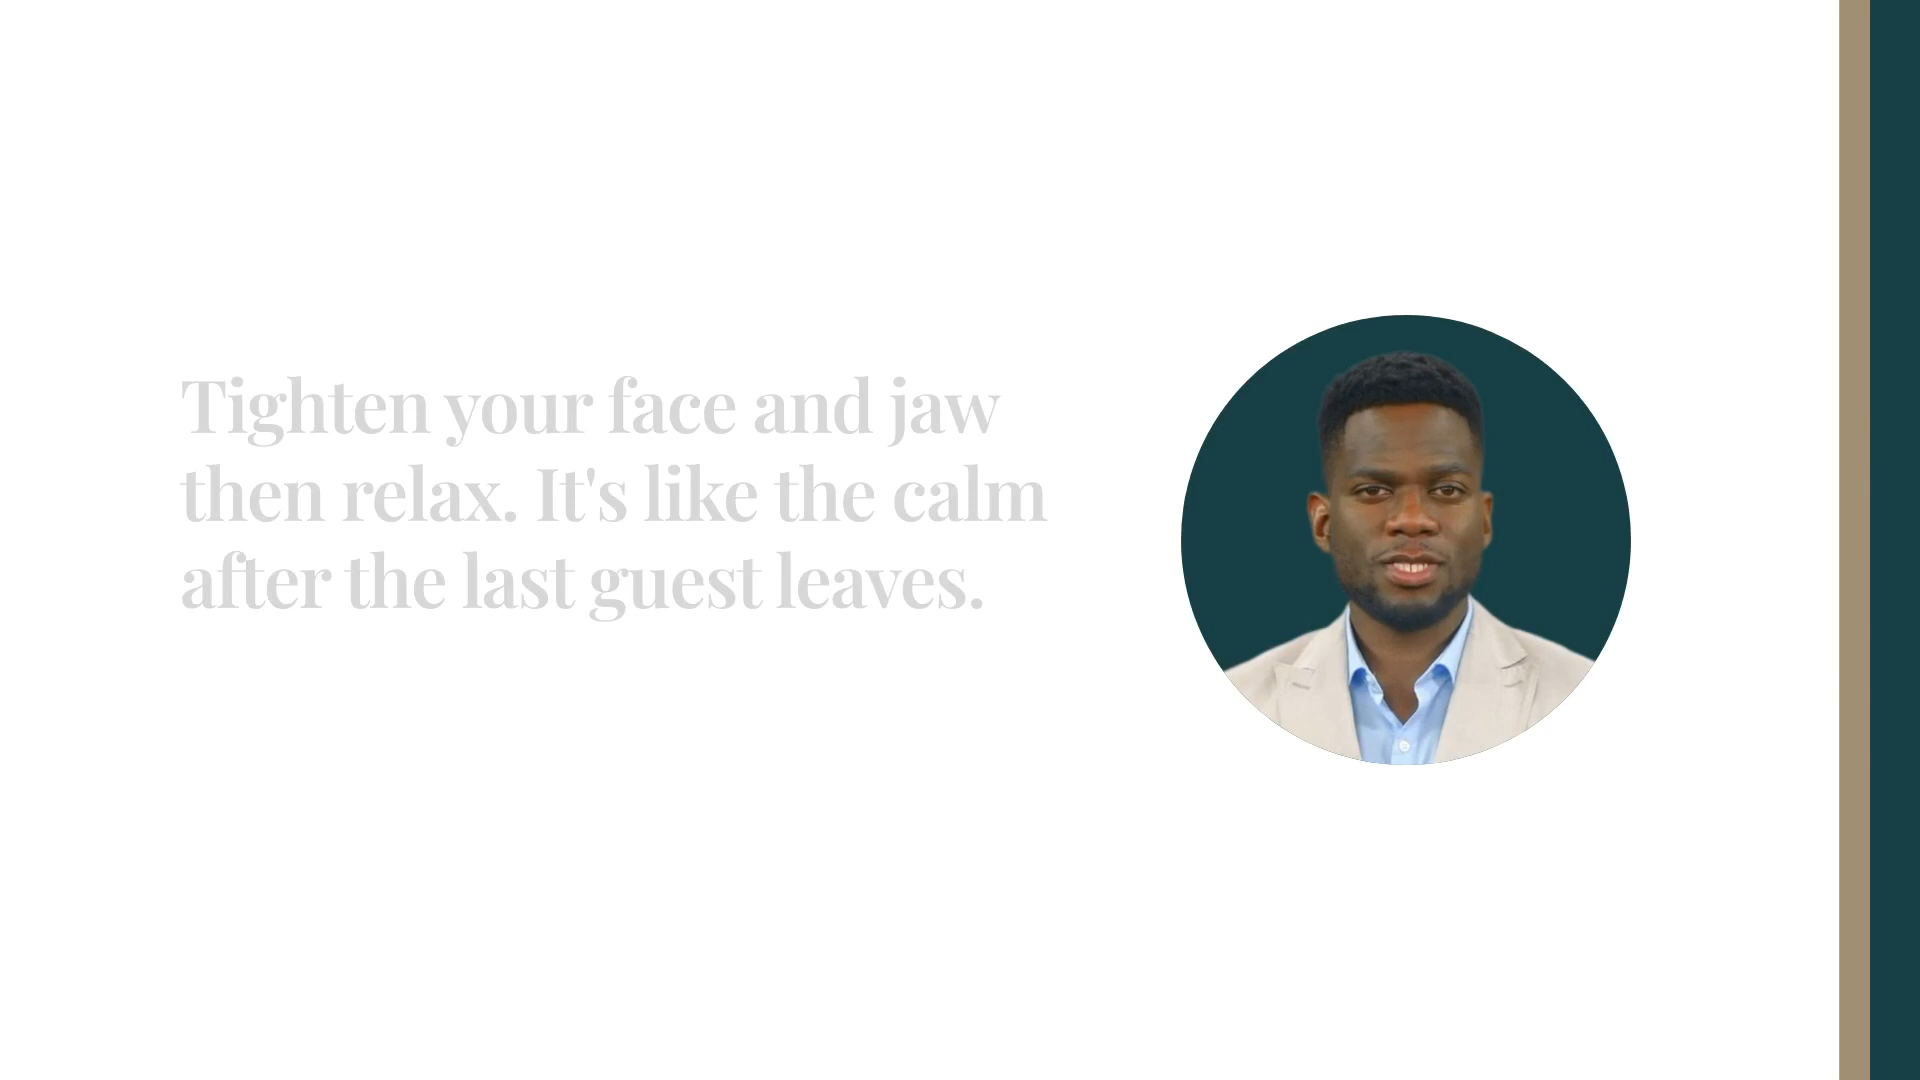 Tighten your face and jaw
then relax. It's like the calm
after the last guest leaves.